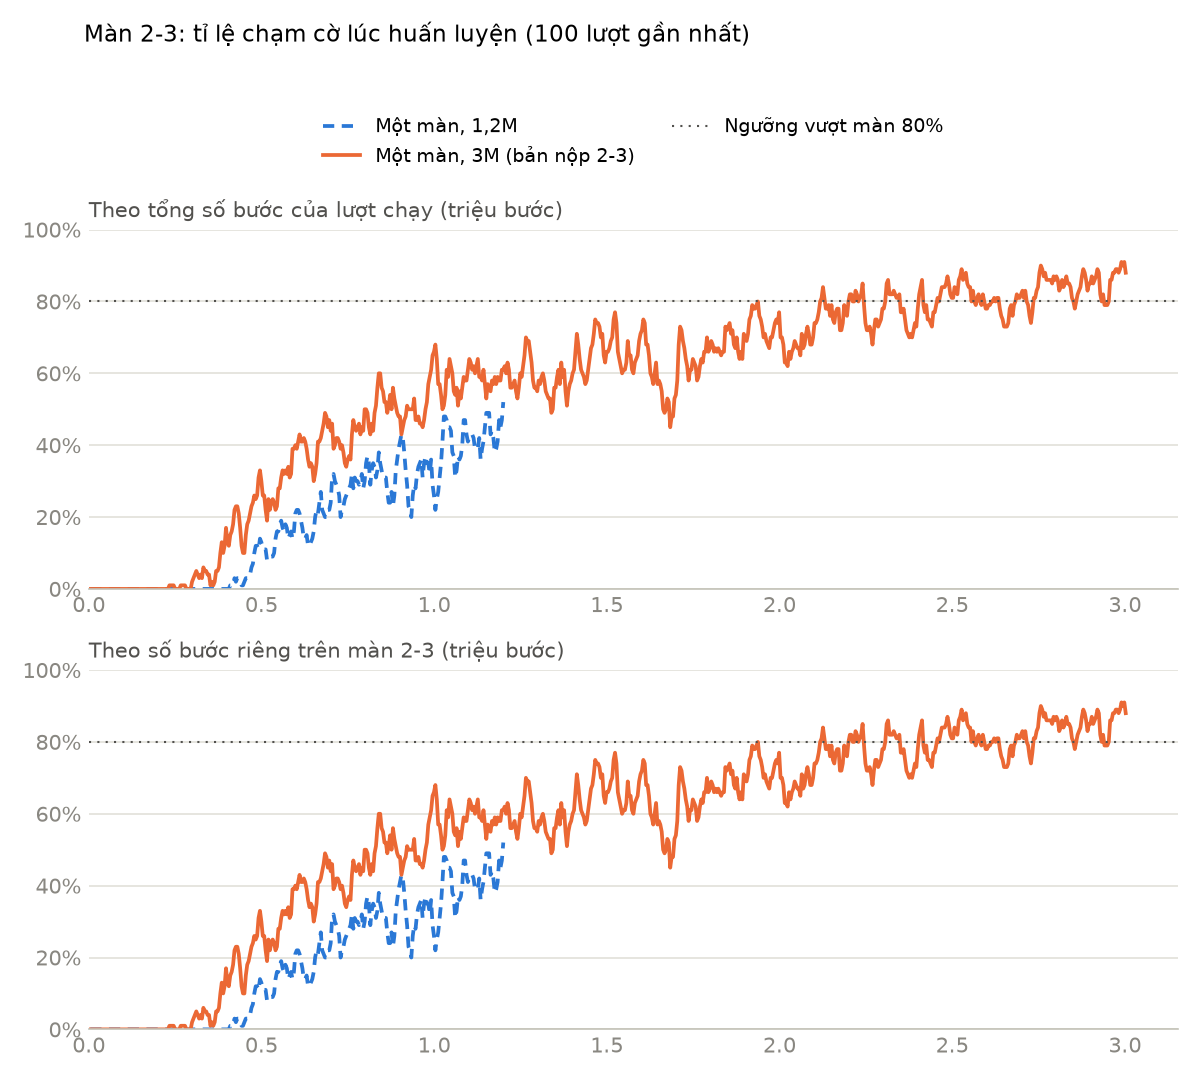 Màn 2-3: tỉ lệ chạm cờ lúc huấn luyện (100 lượt gần nhất)
Một màn, 1,2M
Ngưỡng vượt màn 80%
Một màn, 3M (bản nộp 2-3)
Theo tổng số bước của lượt chạy (triệu bước)
100%
80%
60%
40%
20%
0%
0.0 0.5 1.0 1.5 2.0 2.5 3.0
Theo số bước riêng trên màn 2-3 (triệu bước)
100%
80%
60%
40%
20%
0%
0.0 0.5 1.0 1.5 2.0 2.5 3.0